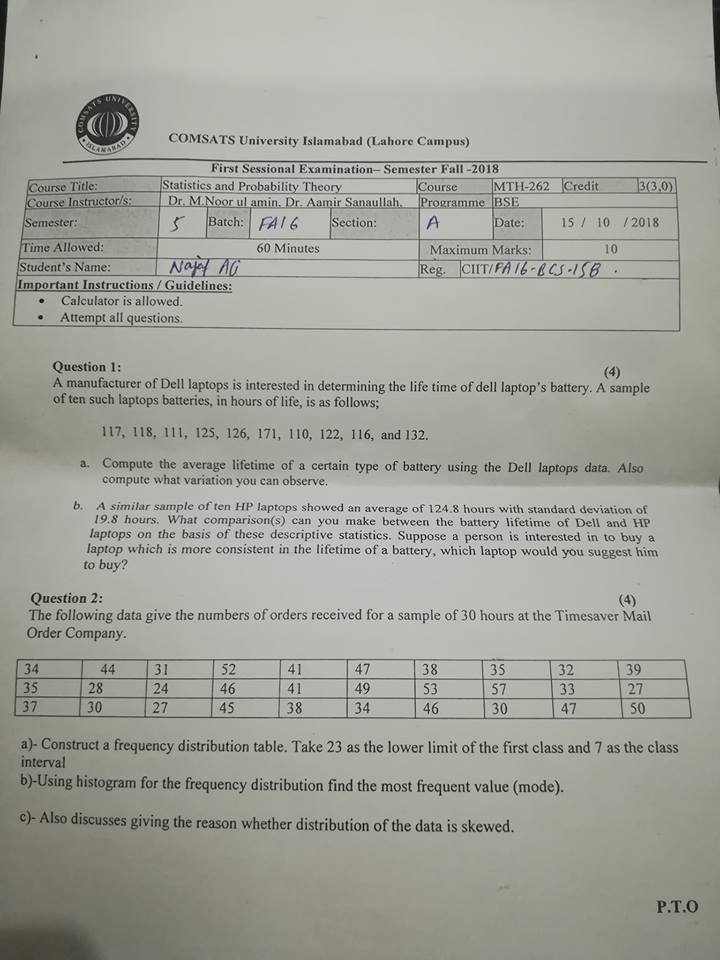 COMSATS UNIVERSITY
ISLAMABAD
COMSATS University Islamabad (Lahore Campus)
First Sessional Examination– Semester Fall -2018
Course Title: Statistics and Probability Theory Course MTH-262 Credit 3(3,0)
Course Instructor/s: Dr. M.Noor ul amin, Dr. Aamir Sanaullah, Programme BSE
Semester: 5 Batch: FA16 Section: A Date: 15 / 10 / 2018
Time Allowed: 60 Minutes Maximum Marks: 10
Student's Name: Reg. CIIT/FA16-BCS-158 .
Important Instructions / Guidelines:
• Calculator is allowed.
• Attempt all questions.
Question 1: (4)
A manufacturer of Dell laptops is interested in determining the life time of dell laptop's battery. A sample
of ten such laptops batteries, in hours of life, is as follows;
117, 118, 111, 125, 126, 171, 110, 122, 116, and 132.
a. Compute the average lifetime of a certain type of battery using the Dell laptops data. Also
compute what variation you can observe.
b. A similar sample of ten HP laptops showed an average of 124.8 hours with standard deviation of
19.8 hours. What comparison(s) can you make between the battery lifetime of Dell and HP
laptops on the basis of these descriptive statistics. Suppose a person is interested in to buy a
laptop which is more consistent in the lifetime of a battery, which laptop would you suggest him
to buy?
Question 2: (4)
The following data give the numbers of orders received for a sample of 30 hours at the Timesaver Mail
Order Company.
34 44 31 52 41 47 38 35 32 39
35 28 24 46 41 49 53 57 33 27
37 30 27 45 38 34 46 30 47 50
a)- Construct a frequency distribution table. Take 23 as the lower limit of the first class and 7 as the class
interval
b)-Using histogram for the frequency distribution find the most frequent value (mode).
c)- Also discusses giving the reason whether distribution of the data is skewed.
P.T.O